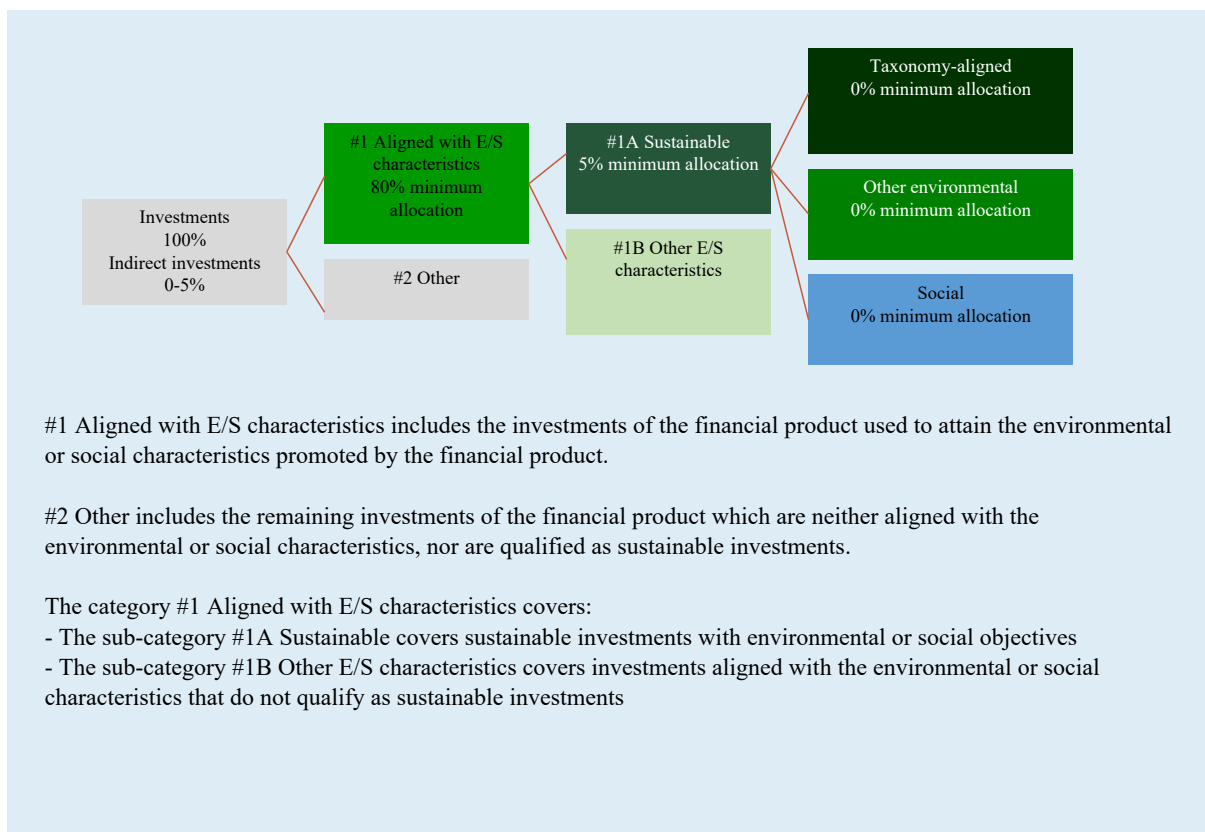 Taxonomy-aligned
0% minimum allocation
#1 Aligned with E/S
characteristics
80% minimum
allocation
#1A Sustainable
5% minimum allocation
Other environmental
0% minimum allocation
Investments
100%
Indirect investments
0-5%
#1B Other E/S
characteristics
#2 Other
Social
0% minimum allocation
#1 Aligned with E/S characteristics includes the investments of the financial product used to attain the environmental
or social characteristics promoted by the financial product.
#2 Other includes the remaining investments of the financial product which are neither aligned with the
environmental or social characteristics, nor are qualified as sustainable investments.
The category #1 Aligned with E/S characteristics covers:
- The sub-category #1A Sustainable covers sustainable investments with environmental or social objectives
- The sub-category #1B Other E/S characteristics covers investments aligned with the environmental or social
characteristics that do not qualify as sustainable investments